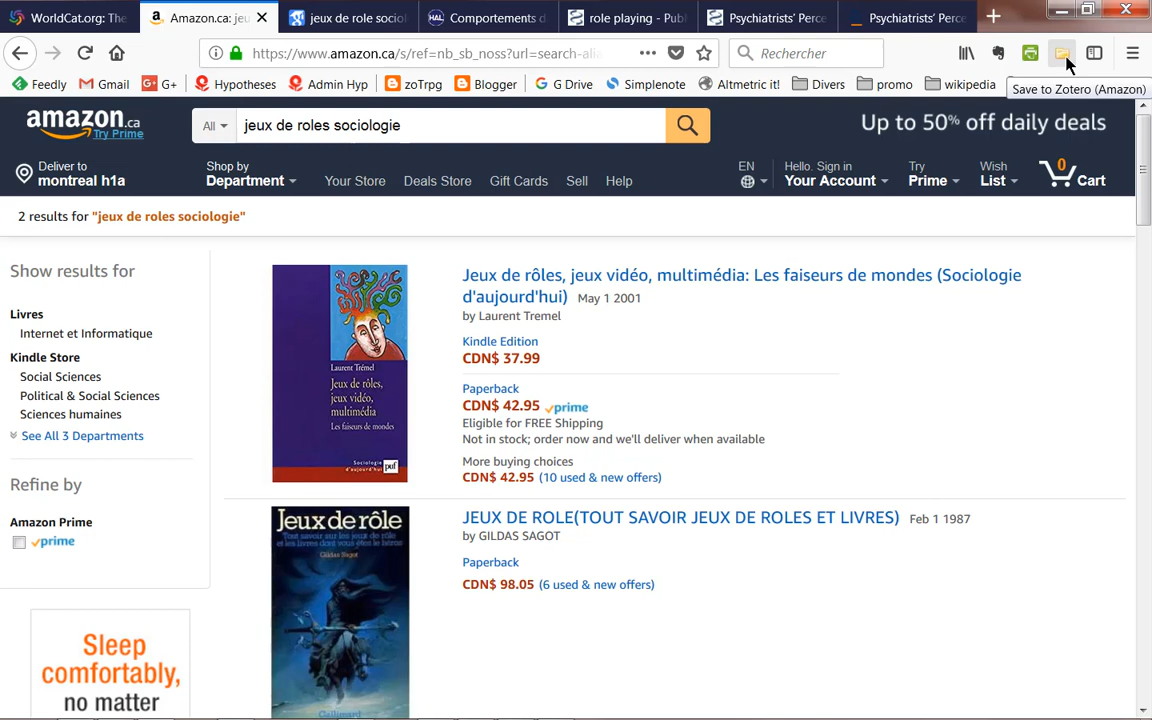 WorldCat.org: The
Amazon.ca: jeu
jeux de role socio
HAL Comportements d
role playing - Pub
Psychiatrists' Perce
Psychiatrists' Perce
https://www.amazon.ca/s/ref=nb_sb_noss?url=search-alia
Rechercher
Feedly
Gmail
G+
Hypotheses
Admin Hyp
zoTrpg
Blogger
G Drive
Simplenote
Altmetric it!
Divers
promo
wikipedia
Save to Zotero (Amazon)
amazon.ca
Try Prime
All
jeux de roles sociologie
Up to 50% off daily deals
Deliver to
montreal h1a
Shop by
Department
Your Store
Deals Store
Gift Cards
Sell
Help
EN
Hello. Sign in
Your Account
Try
Prime
Wish
List
0
Cart
2 results for "jeux de roles sociologie"
Show results for
Livres
Internet et Informatique
Kindle Store
Social Sciences
Political & Social Sciences
Sciences humaines
See All 3 Departments
Refine by
Amazon Prime
prime
Sleep
comfortably,
no matter
Laurent Trémel
Jeux de rôles,
jeux vidéo,
multimédia
Les faiseurs de mondes
Sociologie
d'aujourd'hui
puf
Jeux de rôles, jeux vidéo, multimédia: Les faiseurs de mondes (Sociologie
d'aujourd'hui) May 1 2001
by Laurent Tremel
Kindle Edition
CDN$ 37.99
Paperback
CDN$ 42.95 prime
Eligible for FREE Shipping
Not in stock; order now and we'll deliver when available
More buying choices
CDN$ 42.95 (10 used & new offers)
Jeux de rôle
Tout savoir sur les jeux de rôle
et les livres dont vous êtes le héros
Gildas Sagot
Gallimard
JEUX DE ROLE(TOUT SAVOIR JEUX DE ROLES ET LIVRES) Feb 1 1987
by GILDAS SAGOT
Paperback
CDN$ 98.05 (6 used & new offers)